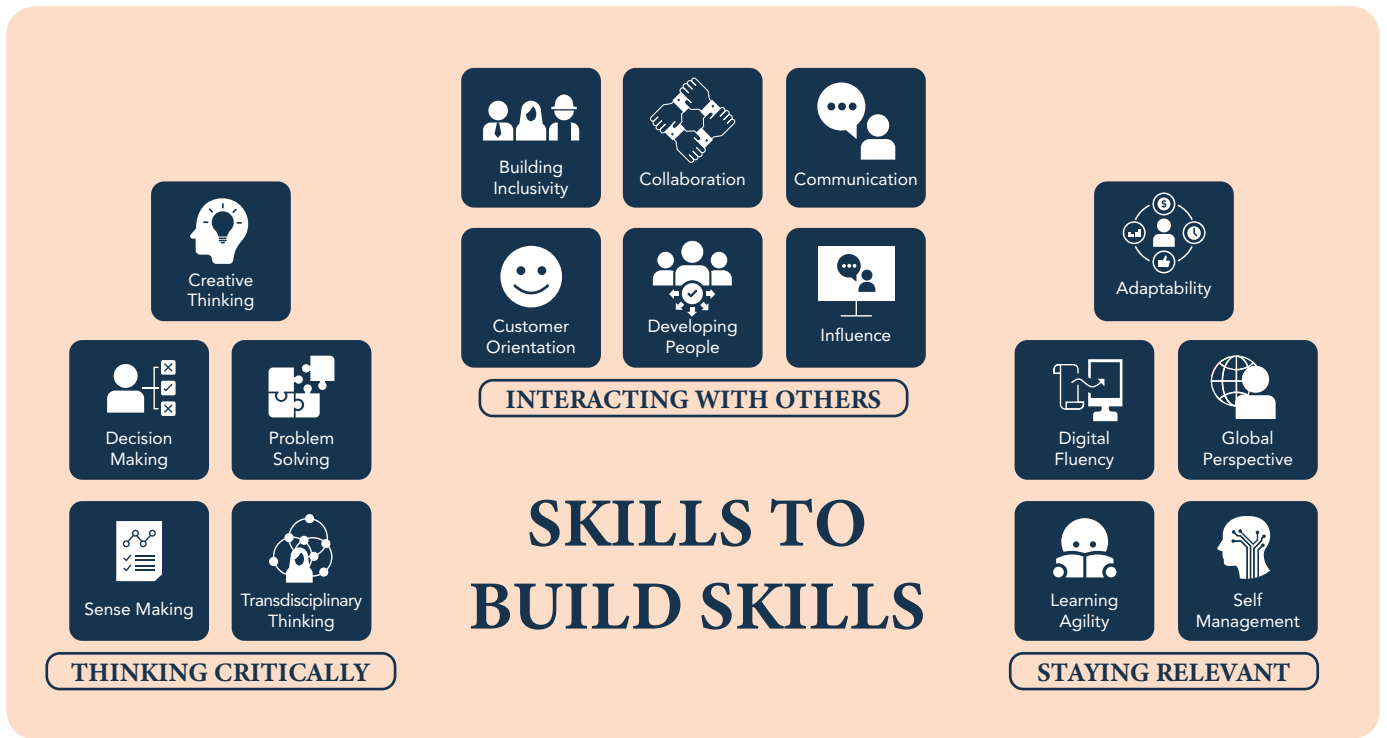 Creative
Thinking
Decision
Making
Problem
Solving
Sense Making
Transdisciplinary
Thinking
THINKING CRITICALLY
Building
Inclusivity
Collaboration
Communication
Customer
Orientation
Developing
People
Influence
INTERACTING WITH OTHERS
SKILLS TO
BUILD SKILLS
Adaptability
Digital
Fluency
Global
Perspective
Learning
Agility
Self
Management
STAYING RELEVANT